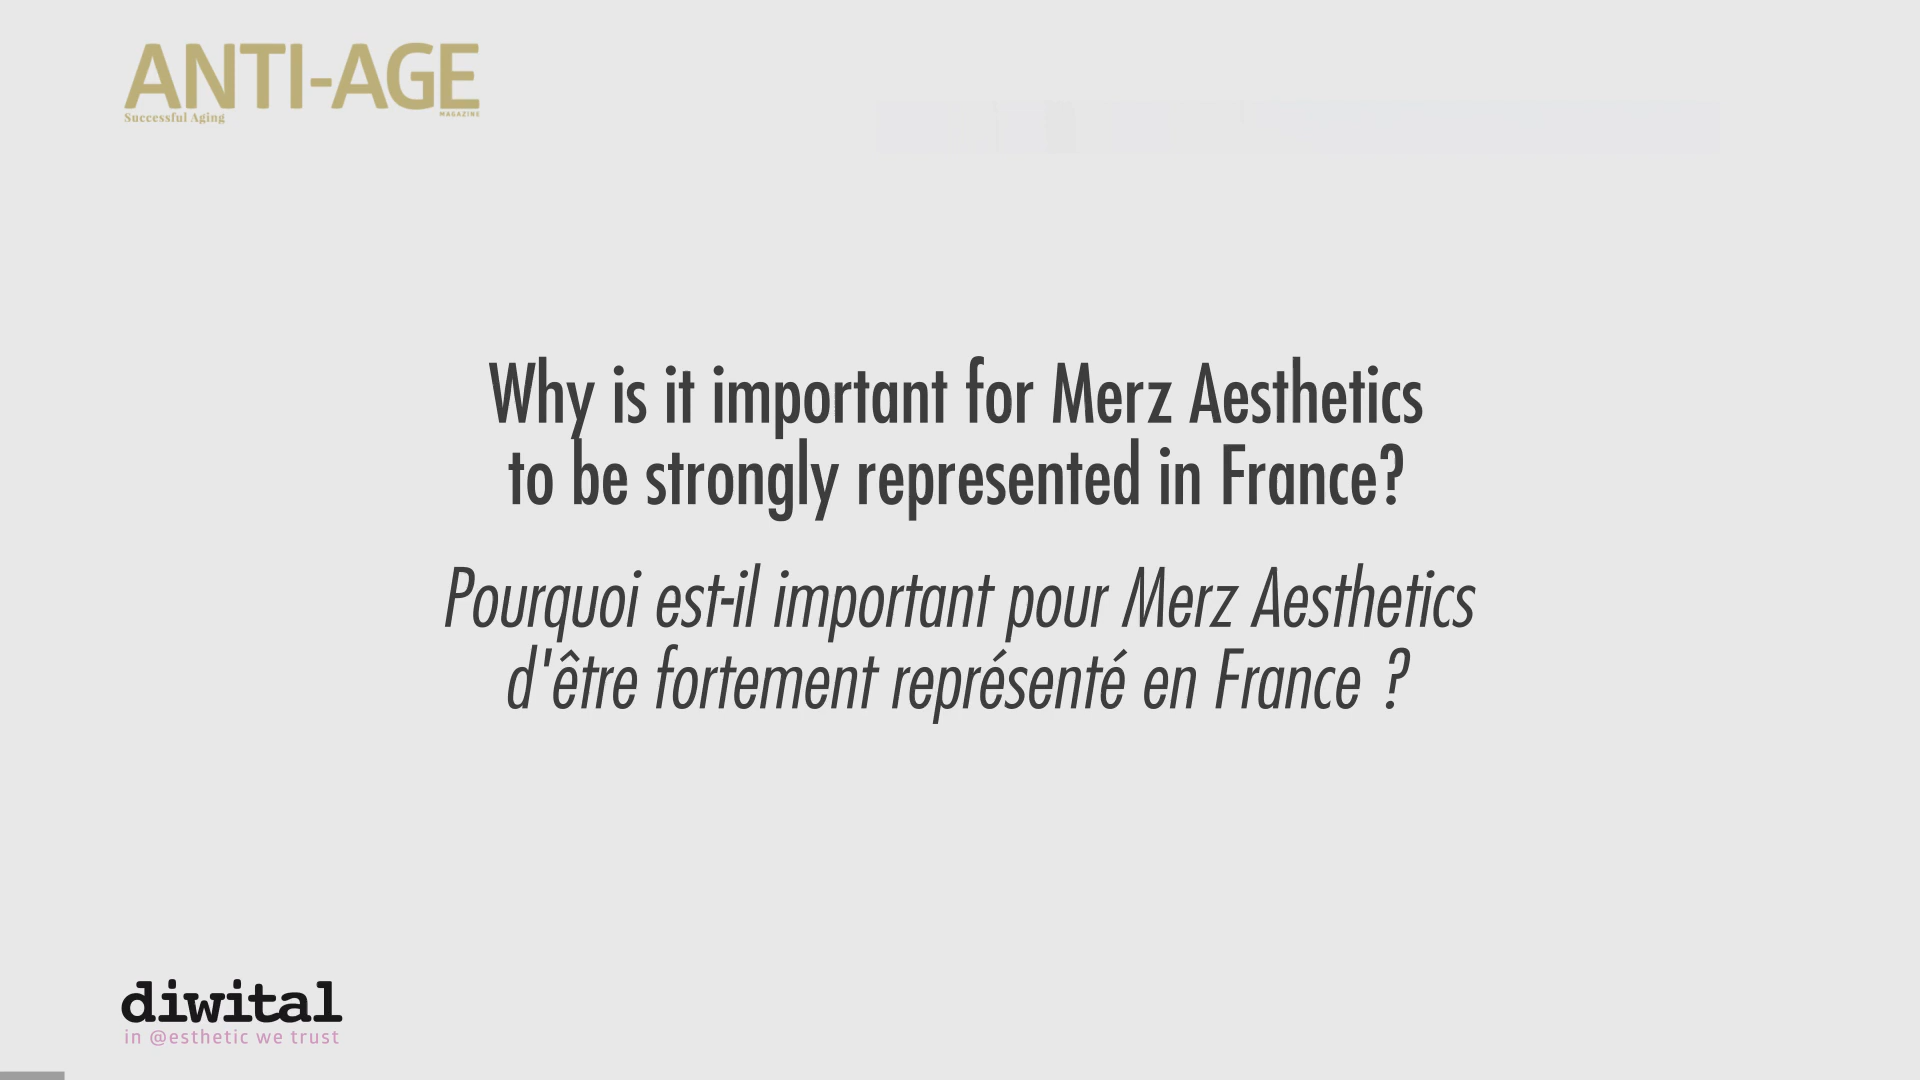 ANTI-AGE
Successful Aging
MAGAZINE
Why is it important for Merz Aesthetics
to be strongly represented in France?
Pourquoi est-il important pour Merz Aesthetics
d'être fortement représenté en France ?
diwital
in @esthetic we trust